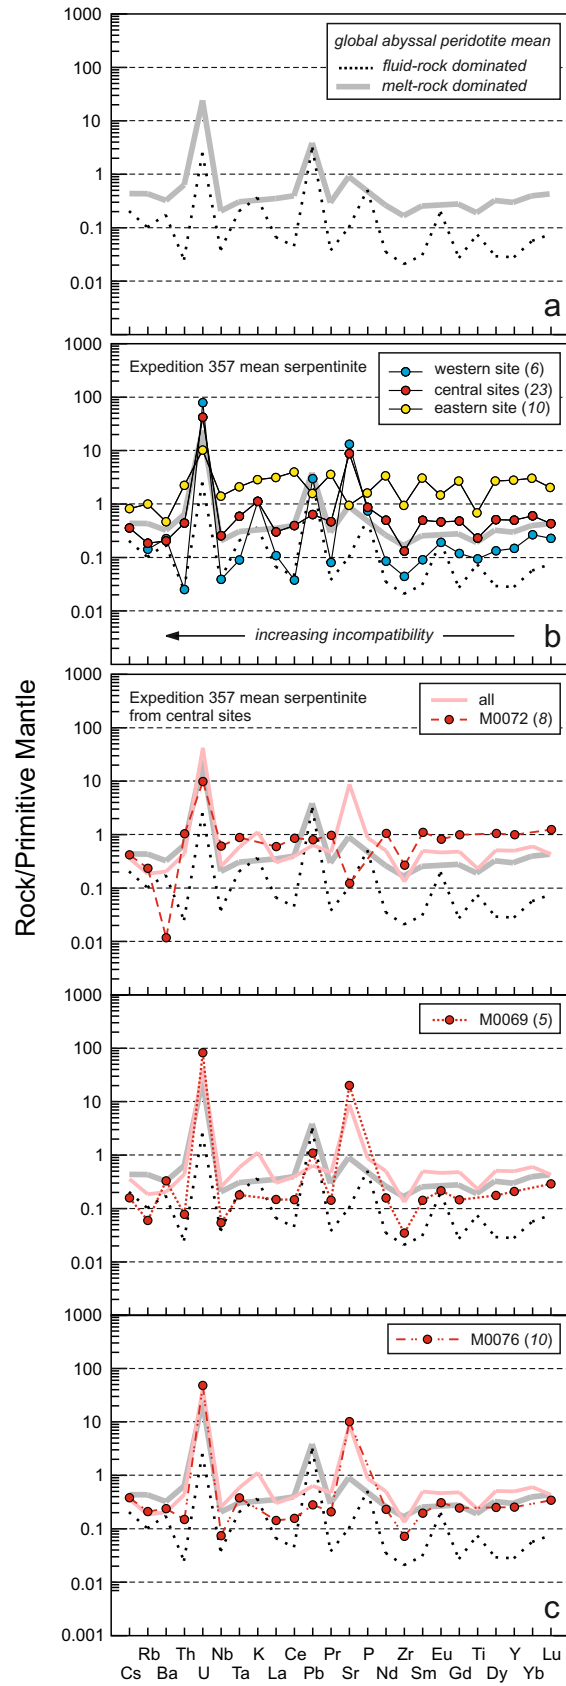 1000
global abyssal peridotite mean
fluid-rock dominated
melt-rock dominated
100
10
1
0.1
0.01
a
1000
Expedition 357 mean serpentinite
western site (6)
central sites (23)
eastern site (10)
100
10
1
0.1
0.01
increasing incompatibility
b
Rock/Primitive Mantle
1000
Expedition 357 mean serpentinite
from central sites
all
M0072 (8)
100
10
1
0.1
0.01
1000
M0069 (5)
100
10
1
0.1
0.01
1000
M0076 (10)
100
10
1
0.1
0.01
0.001
c
Rb Th Nb K Ce Pr P Zr Eu Ti Y Lu
Cs Ba U Ta La Pb Sr Nd Sm Gd Dy Yb